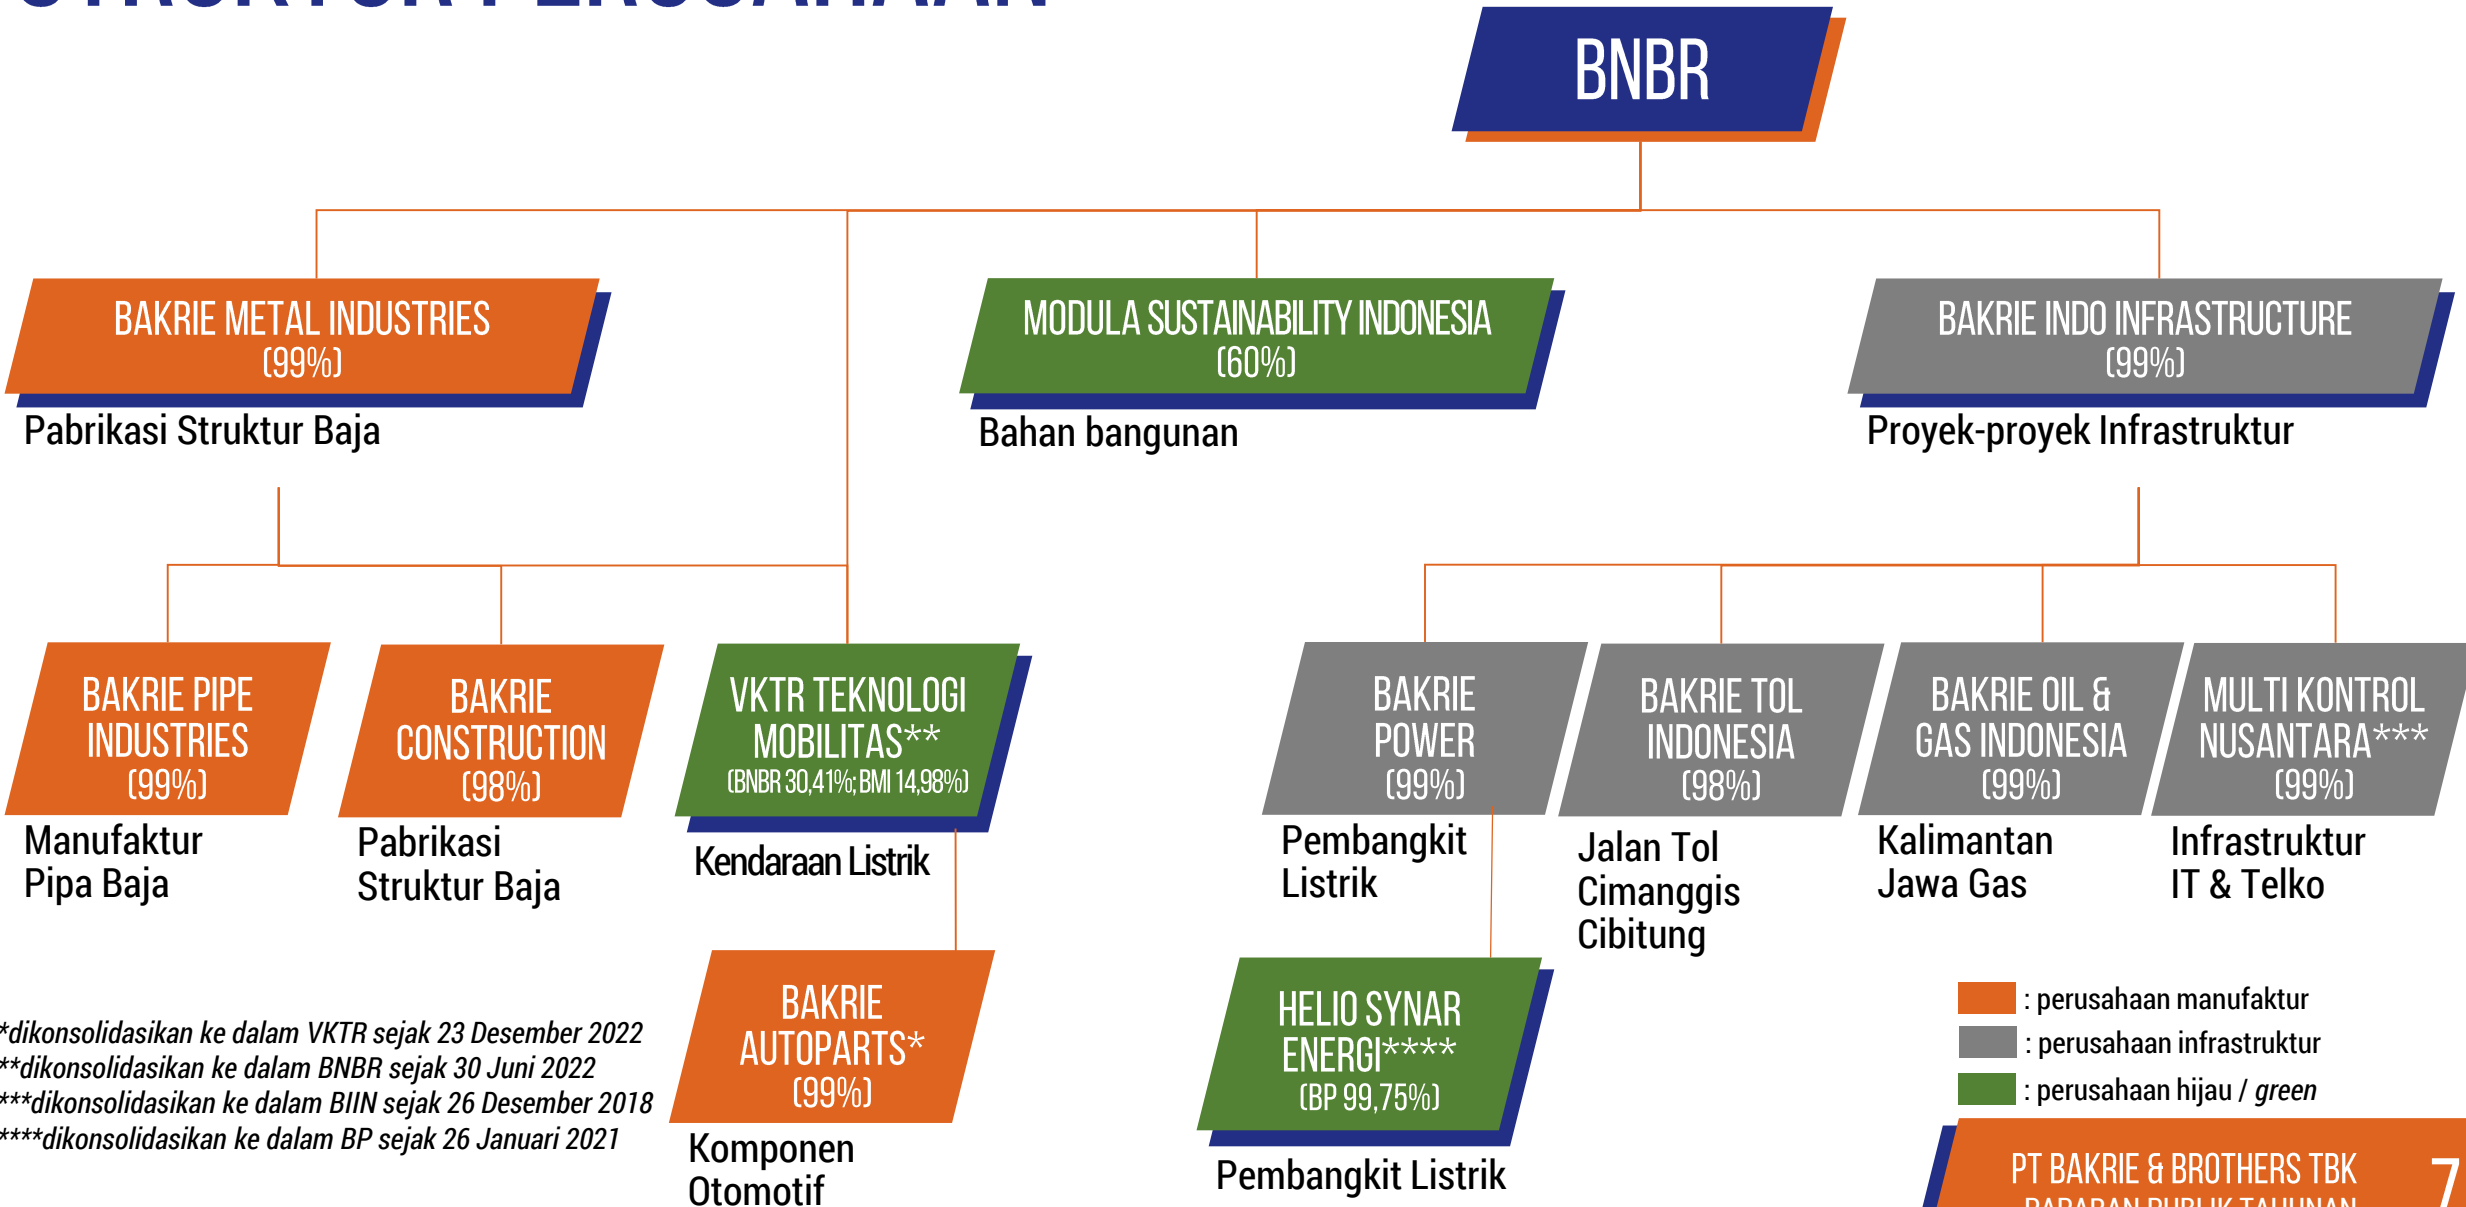 STRUKTUR PERUSAHAAN
BNBR
BAKRIE METAL INDUSTRIES
(99%)
Pabrikasi Struktur Baja
MODULA SUSTAINABILITY INDONESIA
(60%)
Bahan bangunan
BAKRIE INDO INFRASTRUCTURE
(99%)
Proyek-proyek Infrastruktur
BAKRIE PIPE
INDUSTRIES
(99%)
Manufaktur
Pipa Baja
BAKRIE
CONSTRUCTION
(98%)
Pabrikasi
Struktur Baja
VKTR TEKNOLOGI
MOBILITAS**
(BNBR 30,41%; BMI 14,98%)
Kendaraan Listrik
BAKRIE
POWER
(99%)
Pembangkit
Listrik
BAKRIE TOL
INDONESIA
(98%)
Jalan Tol
Cimanggis
Cibitung
BAKRIE OIL &
GAS INDONESIA
(99%)
Kalimantan
Jawa Gas
MULTI KONTROL
NUSANTARA***
(99%)
Infrastruktur
IT & Telko
BAKRIE
AUTOPARTS*
(99%)
Komponen
Otomotif
HELIO SYNAR
ENERGI****
(BP 99,75%)
Pembangkit Listrik
*dikonsolidasikan ke dalam VKTR sejak 23 Desember 2022
**dikonsolidasikan ke dalam BNBR sejak 30 Juni 2022
***dikonsolidasikan ke dalam BIIN sejak 26 Desember 2018
****dikonsolidasikan ke dalam BP sejak 26 Januari 2021
: perusahaan manufaktur
: perusahaan infrastruktur
: perusahaan hijau / green
PT BAKRIE & BROTHERS TBK
PAPARAN PUBLIK TAHUNAN
7